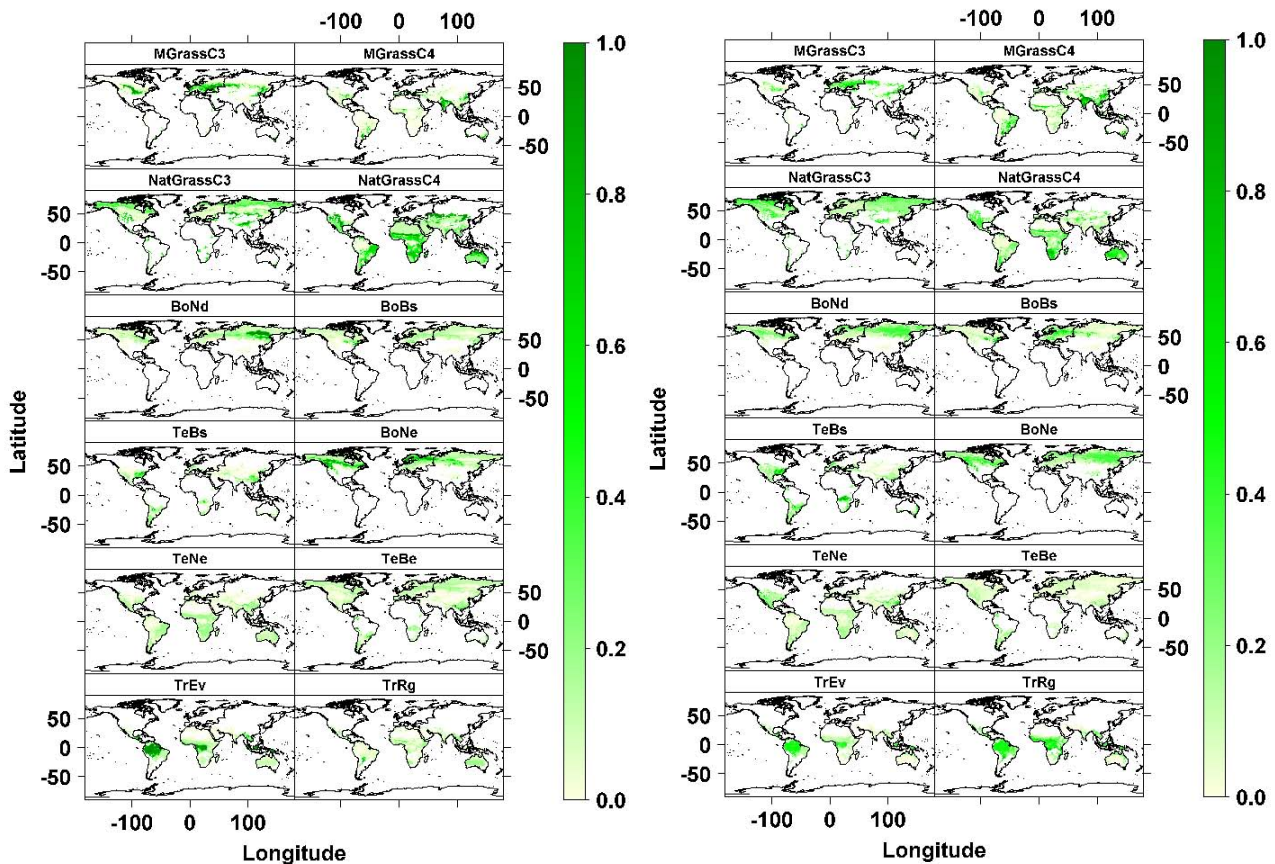 -100 0 100
MGrassC3 MGrassC4
50
0
-50
NatGrassC3 NatGrassC4
50
0
-50
BoNd BoBs
50
0
-50
TeBs BoNe
50
0
-50
TeNe TeBe
50
0
-50
TrEv TrRg
50
0
-50
-100 0 100
Longitude
Latitude
1.0
0.8
0.6
0.4
0.2
0.0
-100 0 100
MGrassC3 MGrassC4
50
0
-50
NatGrassC3 NatGrassC4
50
0
-50
BoNd BoBs
50
0
-50
TeBs BoNe
50
0
-50
TeNe TeBe
50
0
-50
TrEv TrRg
50
0
-50
-100 0 100
Longitude
Latitude
1.0
0.8
0.6
0.4
0.2
0.0